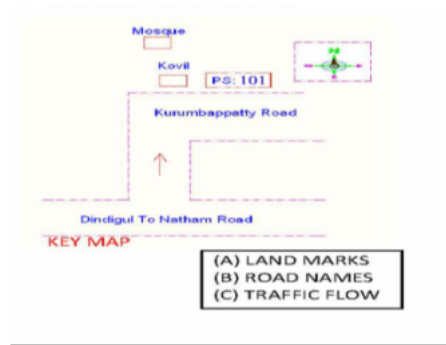 Mosque
N
Kovil
PS: 101
Kurumbappatty Road
Dindigul To Natham Road
KEY MAP
(A) LAND MARKS
(B) ROAD NAMES
(C) TRAFFIC FLOW